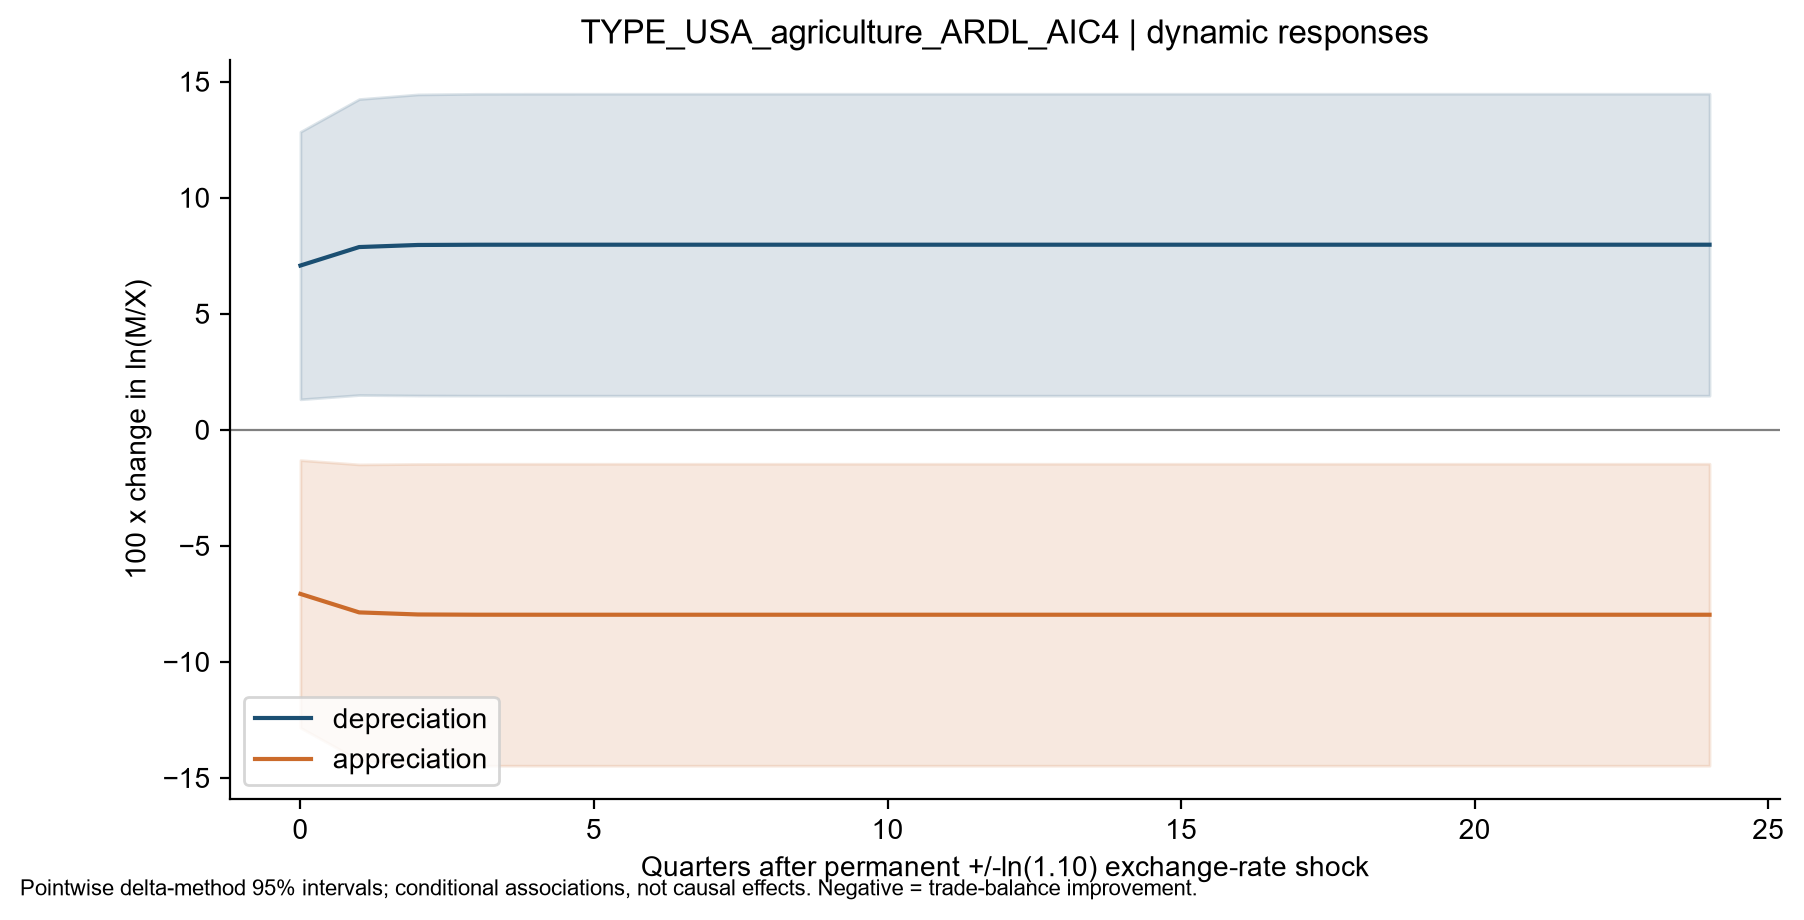 TYPE_USA_agriculture_ARDL_AIC4 | dynamic responses
100 x change in ln(M/X)
15
10
5
0
−5
−10
−15
depreciation
appreciation
0
5
10
15
20
25
Quarters after permanent +/-ln(1.10) exchange-rate shock
Pointwise delta-method 95% intervals; conditional associations, not causal effects. Negative = trade-balance improvement.